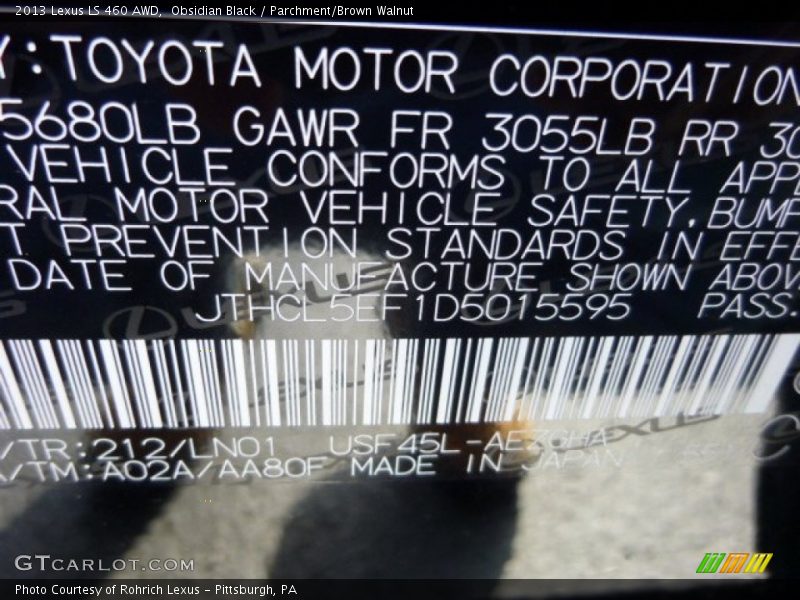 2013 Lexus LS 460 AWD,  Obsidian Black / Parchment/Brown Walnut
Y:TOYOTA MOTOR CORPORATION
5680LB GAWR FR 3055LB RR 30
VEHICLE CONFORMS TO ALL APP
RAL MOTOR VEHICLE SAFETY, BUMP
T PREVENTION STANDARDS IN EFFE
DATE OF MANUFACTURE SHOWN ABOV
JTHCL5EF1D5015595 PASS.
/TR:212/LN01 USF45L-AEZGHA
/TM:A02A/AA80F MADE IN JAPAN
GTCARLOT.COM
Photo Courtesy of Rohrich Lexus - Pittsburgh, PA